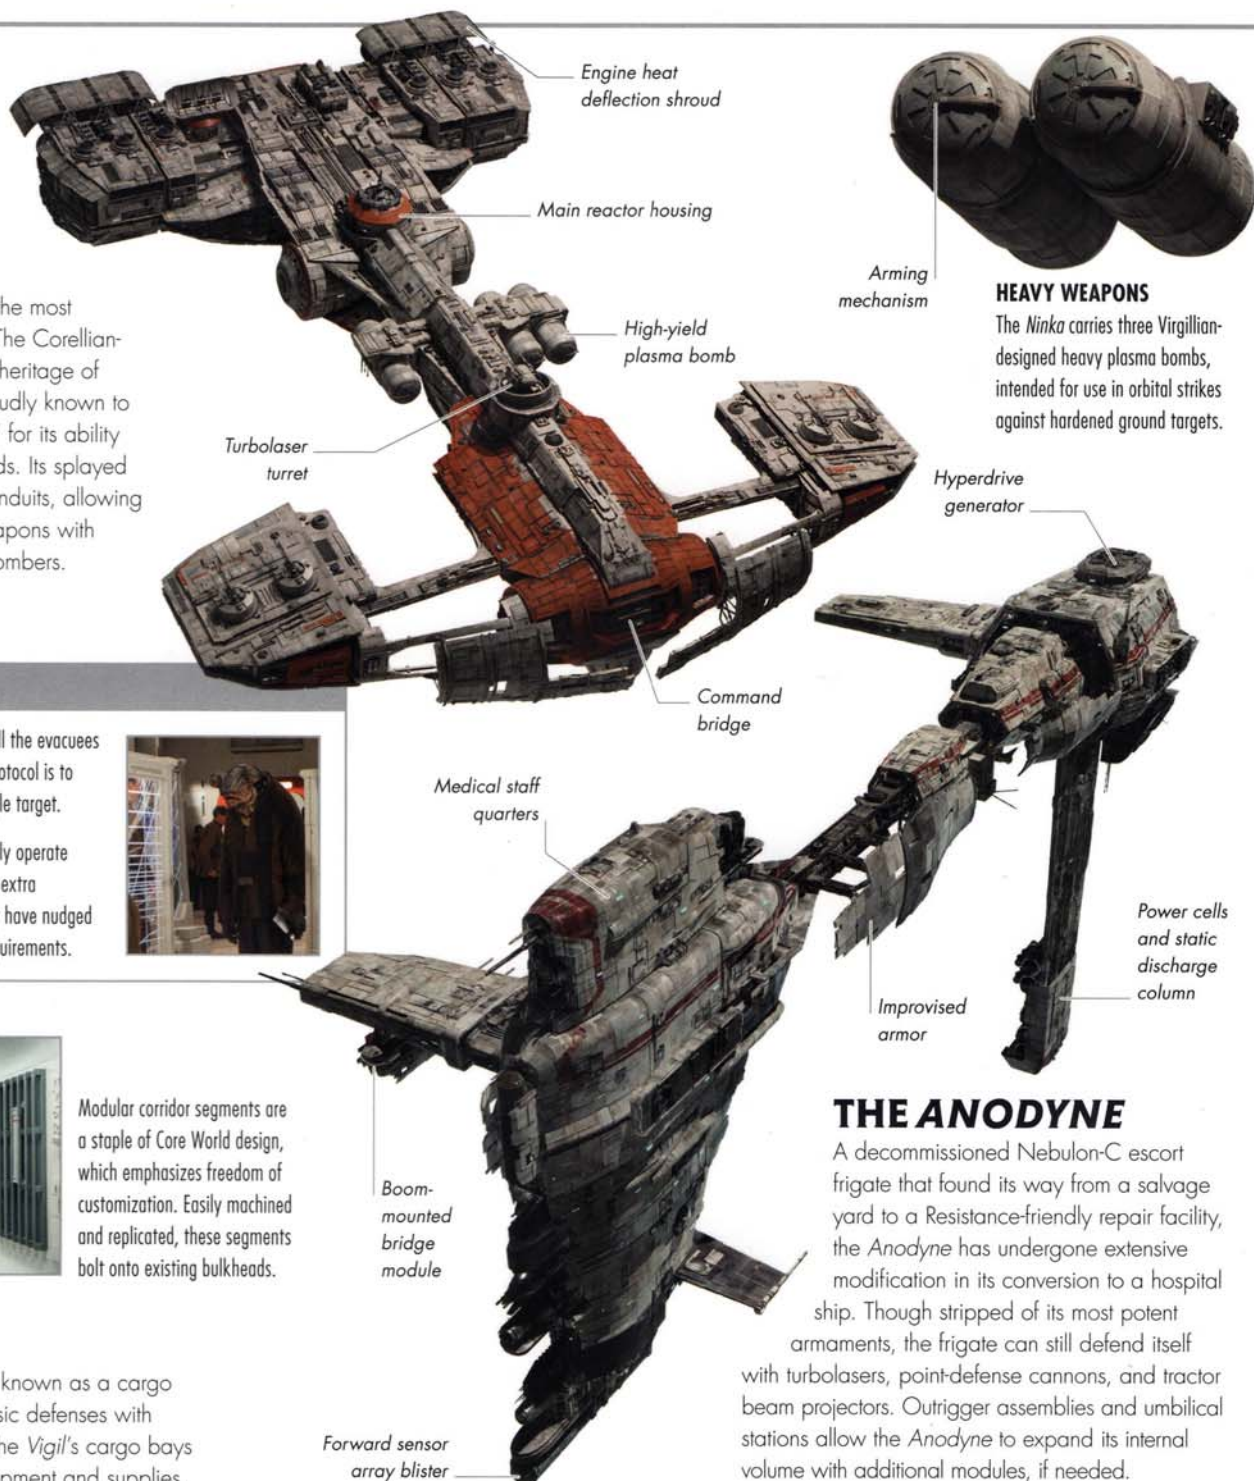 Engine heat
deflection shroud
Main reactor housing
High-yield
plasma bomb
Turbolaser
turret
Command
bridge
Arming
mechanism
HEAVY WEAPONS
The Ninka carries three Virgillian-
designed heavy plasma bombs,
intended for use in orbital strikes
against hardened ground targets.
he most
The Corellian-
heritage of
udly known to
for its ability
ds. Its splayed
nduits, allowing
apons with
ombers.
ll the evacuees
otocol is to
le target.
ly operate
extra
have nudged
uirements.
Hyperdrive
generator
Medical staff
quarters
Power cells
and static
discharge
column
Improvised
armor
Boom-
mounted
bridge
module
Forward sensor
array blister
Modular corridor segments are
a staple of Core World design,
which emphasizes freedom of
customization. Easily machined
and replicated, these segments
bolt onto existing bulkheads.
known as a cargo
sic defenses with
he Vigil's cargo bays
pment and supplies
THE ANODYNE
A decommissioned Nebulon-C escort
frigate that found its way from a salvage
yard to a Resistance-friendly repair facility,
the Anodyne has undergone extensive
modification in its conversion to a hospital
ship. Though stripped of its most potent
armaments, the frigate can still defend itself
with turbolasers, point-defense cannons, and tractor
beam projectors. Outrigger assemblies and umbilical
stations allow the Anodyne to expand its internal
volume with additional modules, if needed.